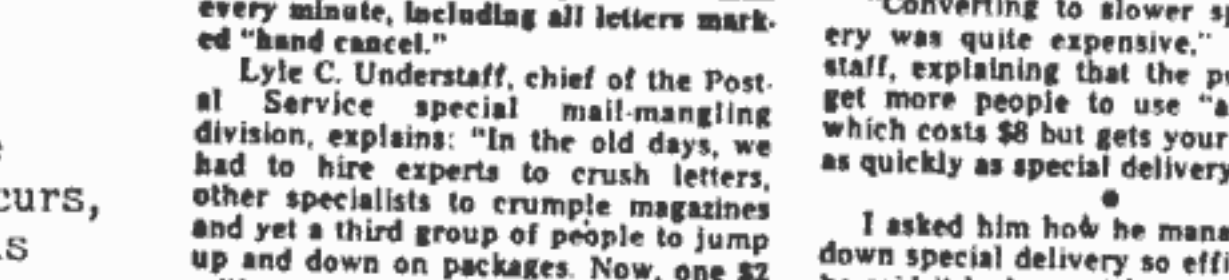 curs,
every minute, including all letters mark-
ed "hand cancel."
Lyle C. Understaff, chief of the Post-
al Service special mail-mangling
division, explains: "In the old days, we
had to hire experts to crush letters,
other specialists to crumple magazines
and yet a third group of people to jump
up and down on packages. Now, one $2
"Converting to slower
ery was quite expensive,"
staff, explaining that the
get more people to use
which costs $8 but gets your
as quickly as special delivery
I asked him how he
down special delivery so